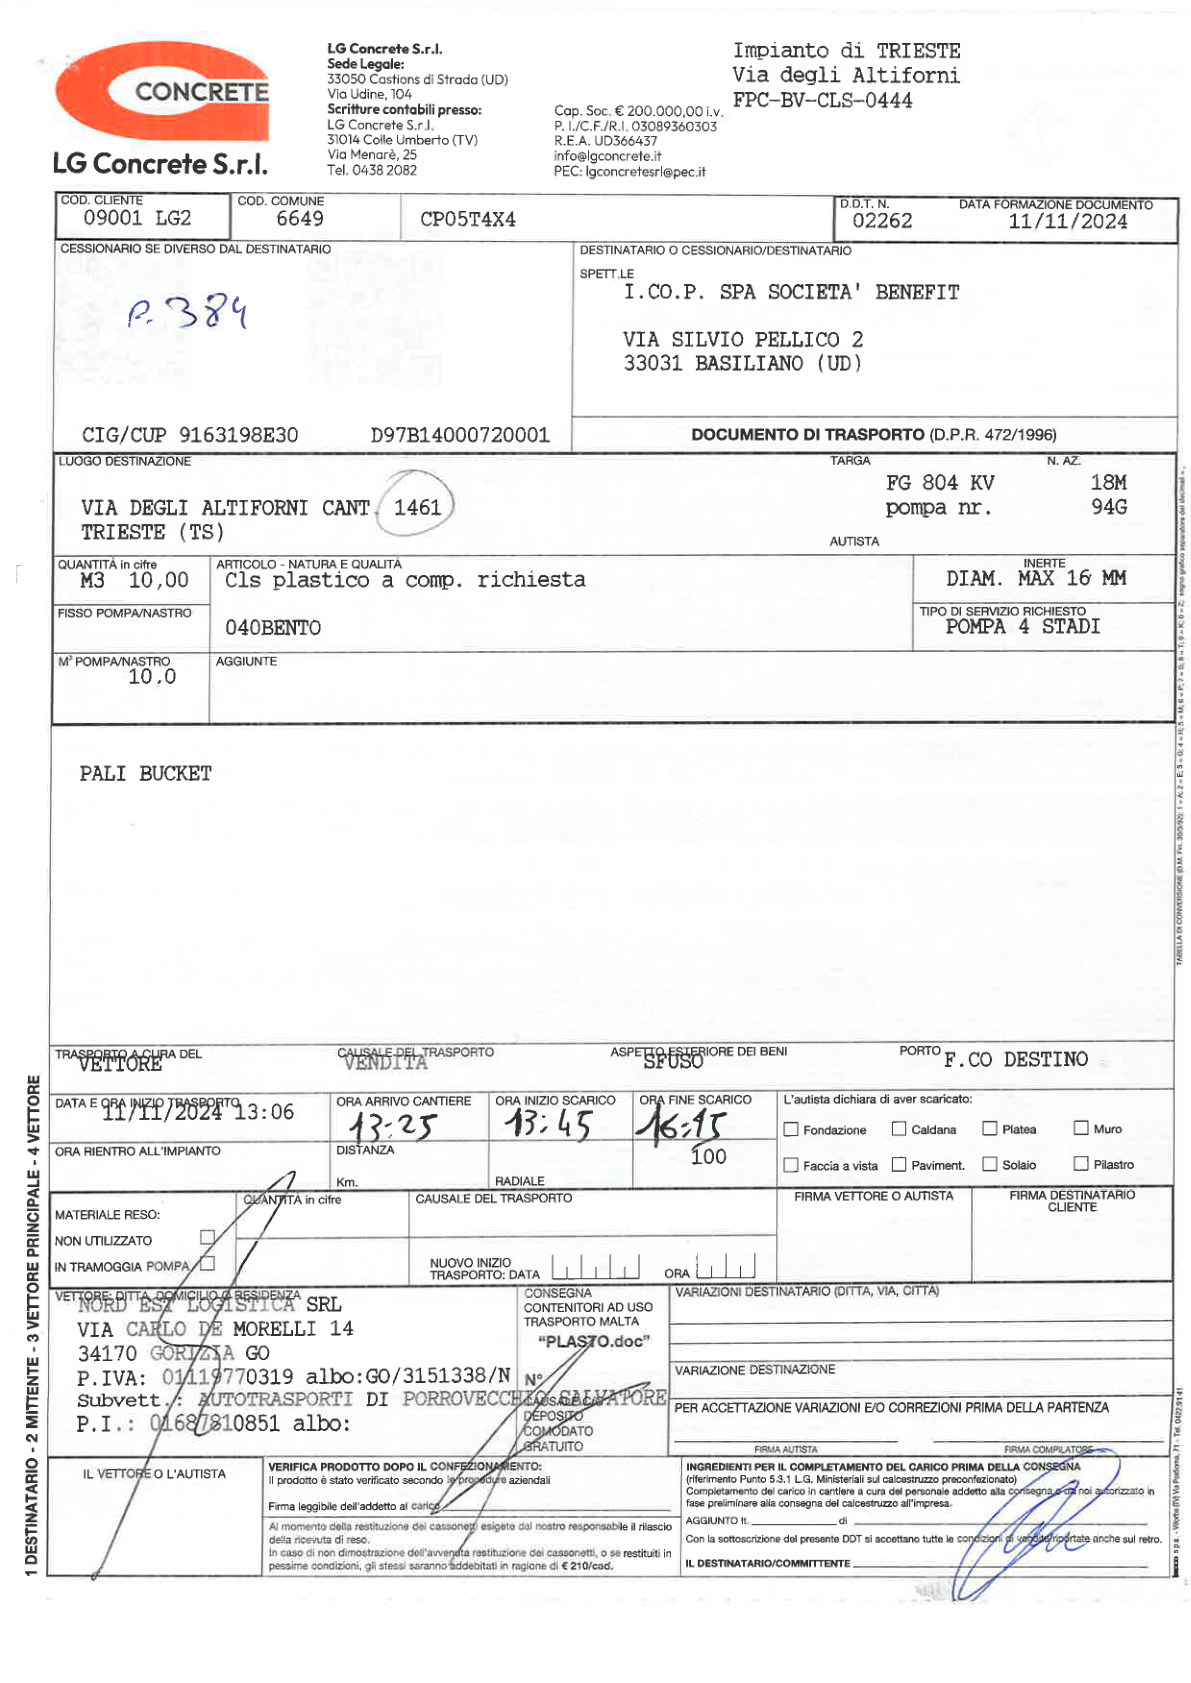 CONCRETE
LG Concrete S.r.l.
LG Concrete S.r.l.
Sede Legale:
33050 Castions di Strada (UD)
Via Udine, 104
Scritture contabili presso:
LG Concrete S.r.l.
31014 Colle Umberto (TV)
Via Menarè, 25
Tel. 0438 2082
Cap. Soc. € 200.000,00 i.v.
P. I./C.F./R.I. 03089360303
R.E.A. UD366437
info@lgconcrete.it
PEC: lgconcretesrl@pec.it
Impianto di TRIESTE
Via degli Altiforni
FPC-BV-CLS-0444
COD. CLIENTE
09001 LG2
COD. COMUNE
6649
CP05T4X4
D.D.T. N.
02262
DATA FORMAZIONE DOCUMENTO
11/11/2024
CESSIONARIO SE DIVERSO DAL DESTINATARIO
P. 384
CIG/CUP 9163198E30 D97B14000720001
DESTINATARIO O CESSIONARIO/DESTINATARIO
SPETT.LE
I.CO.P. SPA SOCIETA' BENEFIT
VIA SILVIO PELLICO 2
33031 BASILIANO (UD)
DOCUMENTO DI TRASPORTO (D.P.R. 472/1996)
LUOGO DESTINAZIONE
VIA DEGLI ALTIFORNI CANT. 1461
TRIESTE (TS)
TARGA
N. AZ.
FG 804 KV 18M
pompa nr. 94G
AUTISTA
QUANTITÀ in cifre
M3 10,00
ARTICOLO - NATURA E QUALITÀ
Cls plastico a comp. richiesta
040BENTO
INERTE
DIAM. MAX 16 MM
FISSO POMPA/NASTRO
TIPO DI SERVIZIO RICHIESTO
POMPA 4 STADI
M³ POMPA/NASTRO
10,0
AGGIUNTE
PALI BUCKET
TRASPORTO A CURA DEL
VETTORE
CAUSALE DEL TRASPORTO
VENDITA
ASPETTO ESTERIORE DEI BENI
SFUSO
PORTO
F.CO DESTINO
DATA E ORA INIZIO TRASPORTO
11/11/2024 13:06
ORA ARRIVO CANTIERE
13:25
ORA INIZIO SCARICO
13:45
ORA FINE SCARICO
16:15
100
L'autista dichiara di aver scaricato:
Fondazione Caldana Platea Muro
Faccia a vista Paviment. Solaio Pilastro
ORA RIENTRO ALL'IMPIANTO
DISTANZA
Km.
RADIALE
MATERIALE RESO:
NON UTILIZZATO
IN TRAMOGGIA POMPA
QUANTITÀ in cifre
CAUSALE DEL TRASPORTO
NUOVO INIZIO
TRASPORTO: DATA
ORA
FIRMA VETTORE O AUTISTA
FIRMA DESTINATARIO
CLIENTE
VETTORE: DITTA, DOMICILIO O RESIDENZA
NORD EST LOGISTICA SRL
VIA CARLO DE MORELLI 14
34170 GORIZIA GO
P.IVA: 01119770319 albo:GO/3151338/N
Subvett.: AUTOTRASPORTI DI PORROVECCHIO SALVATORE
P.I.: 01687810851 albo:
CONSEGNA
CONTENITORI AD USO
TRASPORTO MALTA
“PLASTO.doc”
N°
CAUSALE:
DEPOSITO
COMODATO
GRATUITO
VARIAZIONI DESTINATARIO (DITTA, VIA, CITTÀ)
VARIAZIONE DESTINAZIONE
PER ACCETTAZIONE VARIAZIONI E/O CORREZIONI PRIMA DELLA PARTENZA
FIRMA AUTISTA
FIRMA COMPILATORE
IL VETTORE O L'AUTISTA
VERIFICA PRODOTTO DOPO IL CONFEZIONAMENTO:
Il prodotto è stato verificato secondo le procedure aziendali
Firma leggibile dell'addetto al carico
Al momento della restituzione dei cassonetti esigete dal nostro responsabile il rilascio
della ricevuta di reso.
In caso di non dimostrazione dell'avvenuta restituzione dei cassonetti, o se restituiti in
pessime condizioni, gli stessi saranno addebitati in ragione di € 210/cad.
INGREDIENTI PER IL COMPLETAMENTO DEL CARICO PRIMA DELLA CONSEGNA
(riferimento Punto 5.3.1 L.G. Ministeriali sul calcestruzzo preconfezionato)
Completamento del carico in cantiere a cura del personale addetto alla consegna e da noi autorizzato in
fase preliminare alla consegna del calcestruzzo all'impresa.
AGGIUNTO lt. di
Con la sottoscrizione del presente DDT si accettano tutte le condizioni di vendita riportate anche sul retro.
IL DESTINATARIO/COMMITTENTE
1 DESTINATARIO - 2 MITTENTE - 3 VETTORE PRINCIPALE - 4 VETTORE